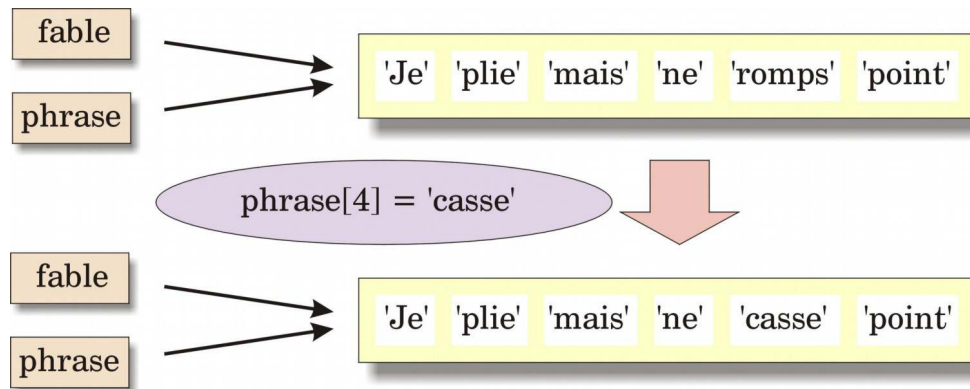 fable
'Je' 'plie' 'mais' 'ne' 'romps' 'point'
phrase
phrase[4] = 'casse'
fable
'Je' 'plie' 'mais' 'ne' 'casse' 'point'
phrase